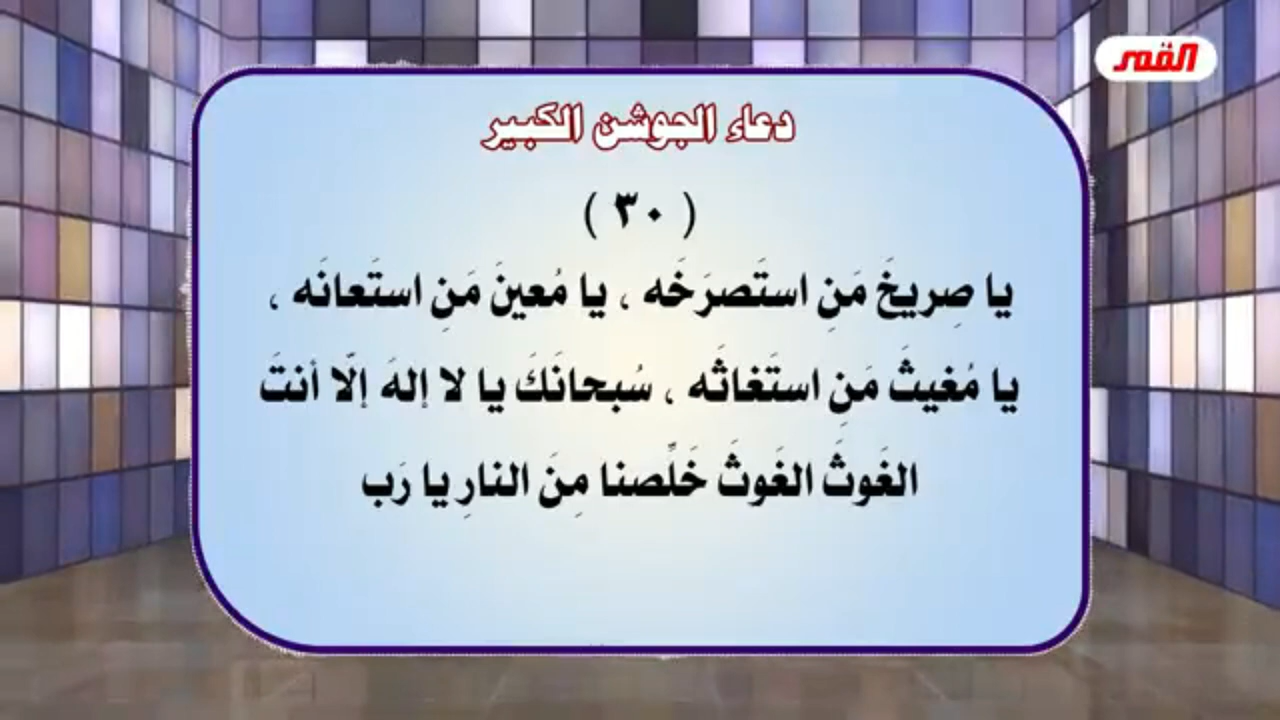 القمر
دعاء الجوشن الكبير
( ٣٠ )
يا صِريخَ مَنِ استَصرَخَه ، يا مُعينَ مَنِ استَعانَه ،
يا مُغيثَ مَنِ استَغاثَه ، سُبحانَكَ يا لا إلهَ إلّا أنتَ
الغَوثَ الغَوثَ خَلِّصنا مِنَ النارِ يا رَب